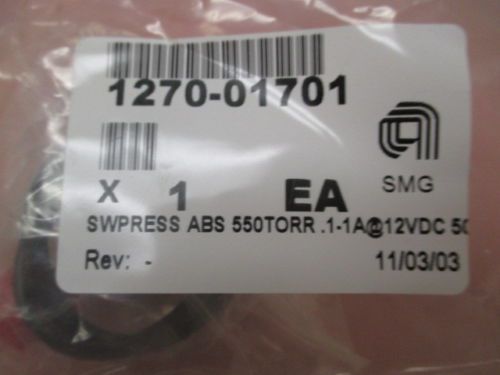 1270-01701
X 1 EA
SMG
SWPRESS ABS 550TORR .1-1A@12VDC 50
Rev: -
11/03/03